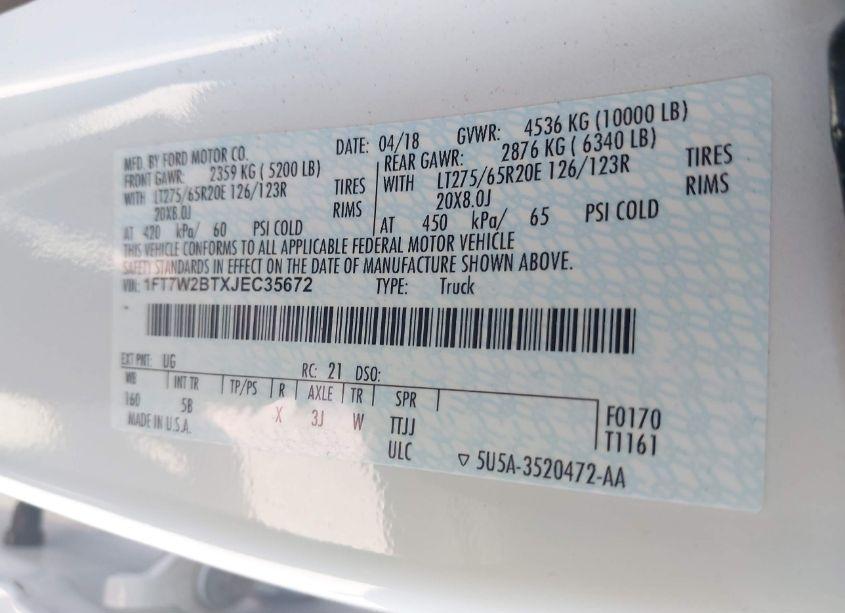 MFD. BY FORD MOTOR CO.
DATE: 04/18 GVWR: 4536 KG (10000 LB)
FRONT GAWR: 2359 KG (5200 LB)
REAR GAWR: 2876 KG (6340 LB)
WITH LT275/65R20E 126/123R TIRES
WITH LT275/65R20E 126/123R TIRES
20X8.0J RIMS
20X8.0J RIMS
AT 420 kPa/ 60 PSI COLD
AT 450 kPa/ 65 PSI COLD
THIS VEHICLE CONFORMS TO ALL APPLICABLE FEDERAL MOTOR VEHICLE
SAFETY STANDARDS IN EFFECT ON THE DATE OF MANUFACTURE SHOWN ABOVE.
VIN: 1FT7W2BTXJEC35672 TYPE: Truck
EXT PNT: UG RC: 21 DSO:
WB INT TR TP/PS R AXLE TR SPR
160 5B X 3J W TTJJ F0170
MADE IN U.S.A. ULC T1161
5U5A-3520472-AA